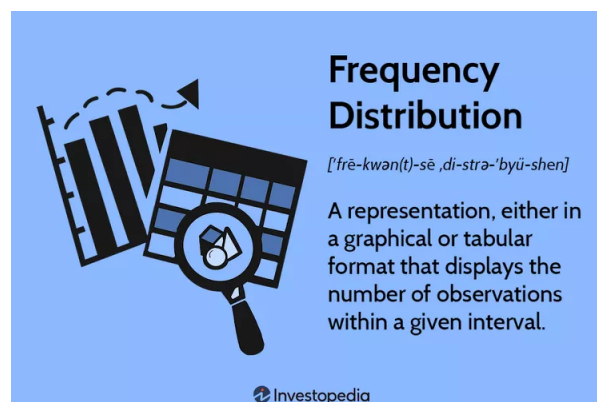 Frequency
Distribution
['frē-kwən(t)-sē ,di-strə-'byü-shen]
A representation, either in
a graphical or tabular
format that displays the
number of observations
within a given interval.
Investopedia